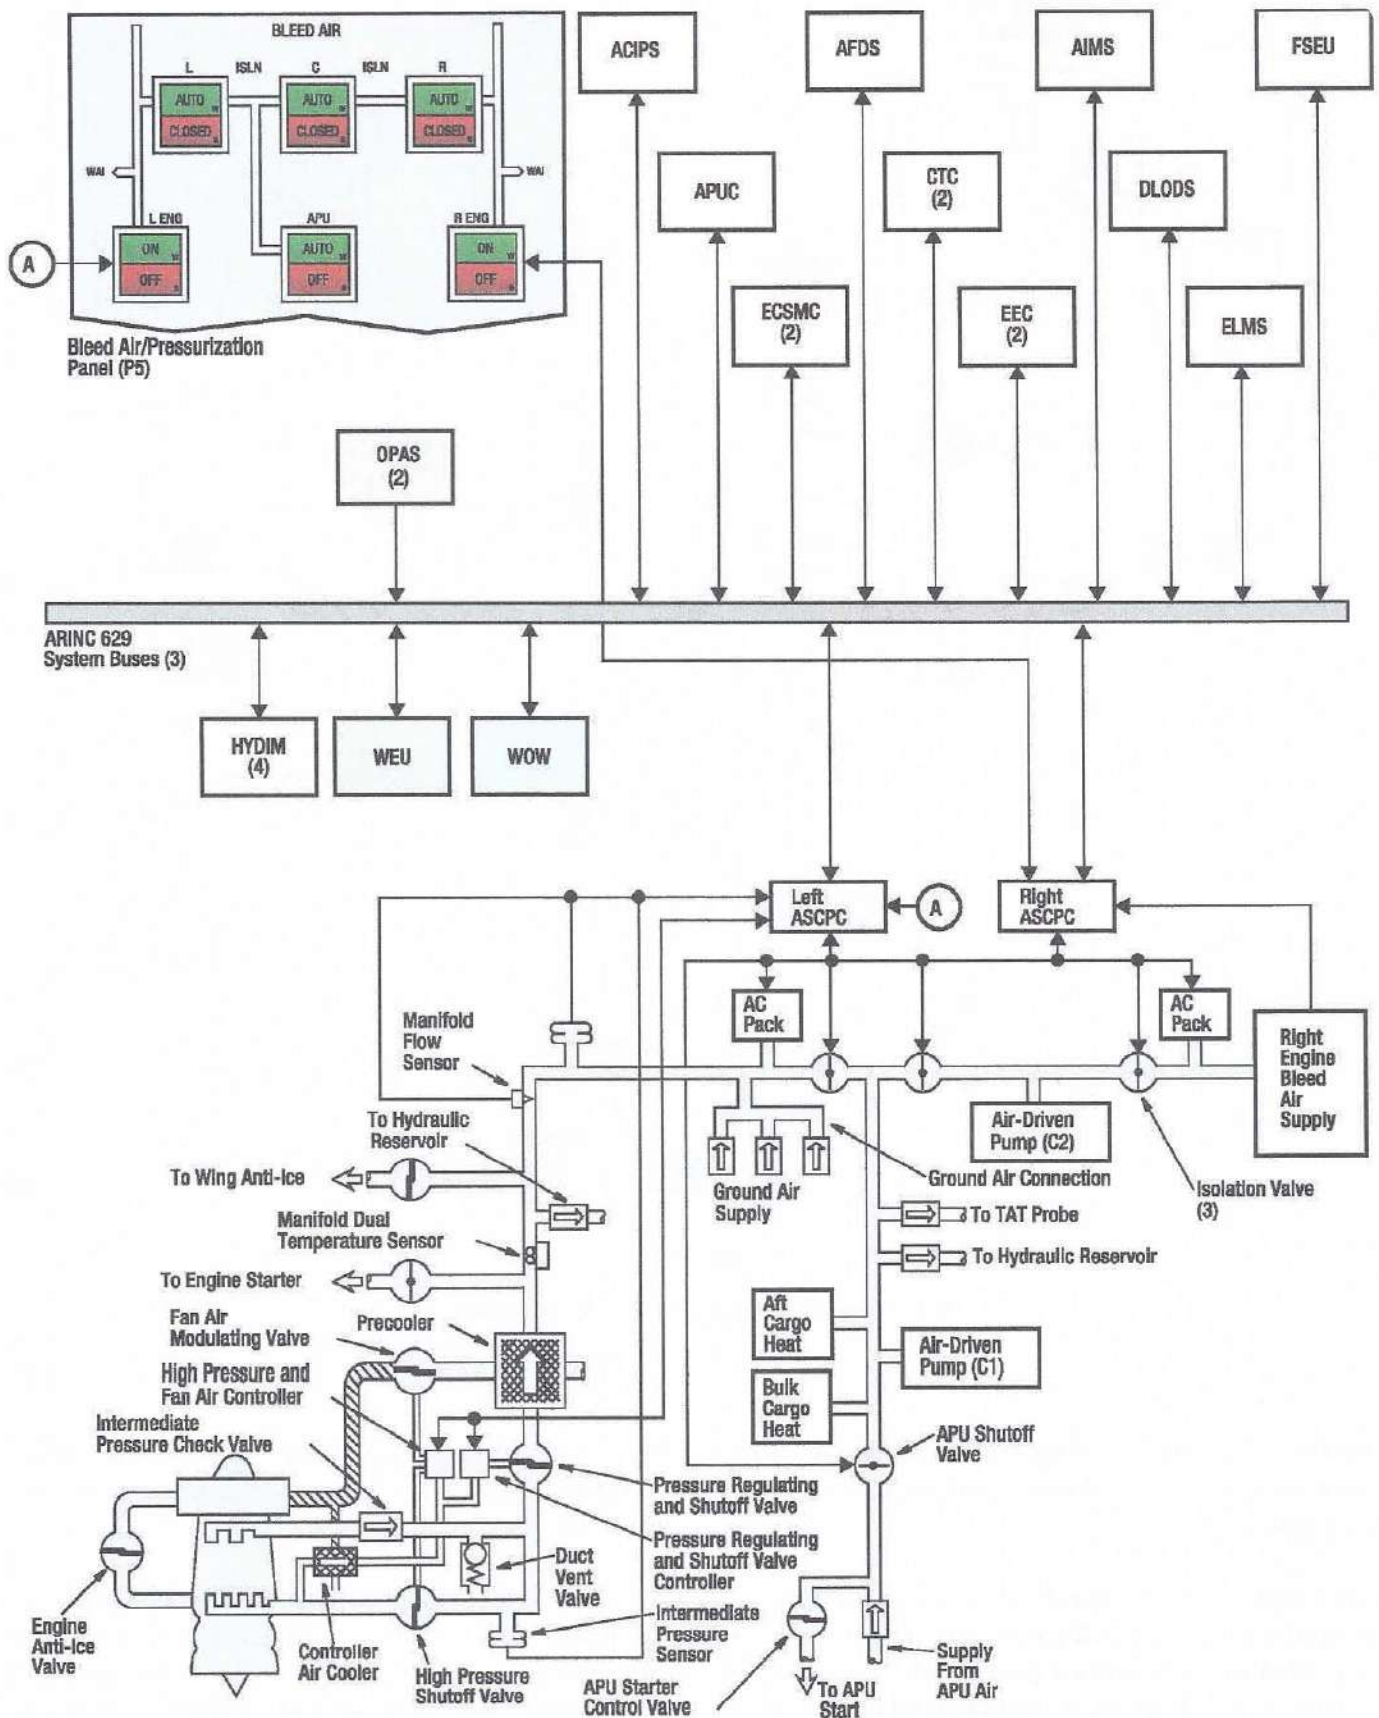 BLEED AIR
L ISLN C ISLN R
AUTO
CLOSED
AUTO
CLOSED
AUTO
CLOSED
WAI
WAI
L ENG
APU
R ENG
ON
OFF
AUTO
OFF
ON
OFF
A
Bleed Air/Pressurization
Panel (P5)
ACIPS
AFDS
AIMS
FSEU
APUC
CTC
(2)
DLODS
ECSMC
(2)
EEC
(2)
ELMS
OPAS
(2)
ARINC 629
System Buses (3)
HYDIM
(4)
WEU
WOW
Left
ASCPC
A
Right
ASCPC
AC
Pack
AC
Pack
Right
Engine
Bleed
Air
Supply
Manifold
Flow
Sensor
To Hydraulic
Reservoir
Air-Driven
Pump (C2)
To Wing Anti-Ice
Ground Air
Supply
Ground Air Connection
Isolation Valve
(3)
Manifold Dual
Temperature Sensor
To TAT Probe
To Hydraulic Reservoir
To Engine Starter
Fan Air
Modulating Valve
Precooler
Aft
Cargo
Heat
Air-Driven
Pump (C1)
High Pressure and
Fan Air Controller
Bulk
Cargo
Heat
Intermediate
Pressure Check Valve
APU Shutoff
Valve
Pressure Regulating
and Shutoff Valve
Pressure Regulating
and Shutoff Valve
Controller
Duct
Vent
Valve
Intermediate
Pressure
Sensor
Engine
Anti-Ice
Valve
Controller
Air Cooler
High Pressure
Shutoff Valve
APU Starter
Control Valve
To APU
Start
Supply
From
APU Air